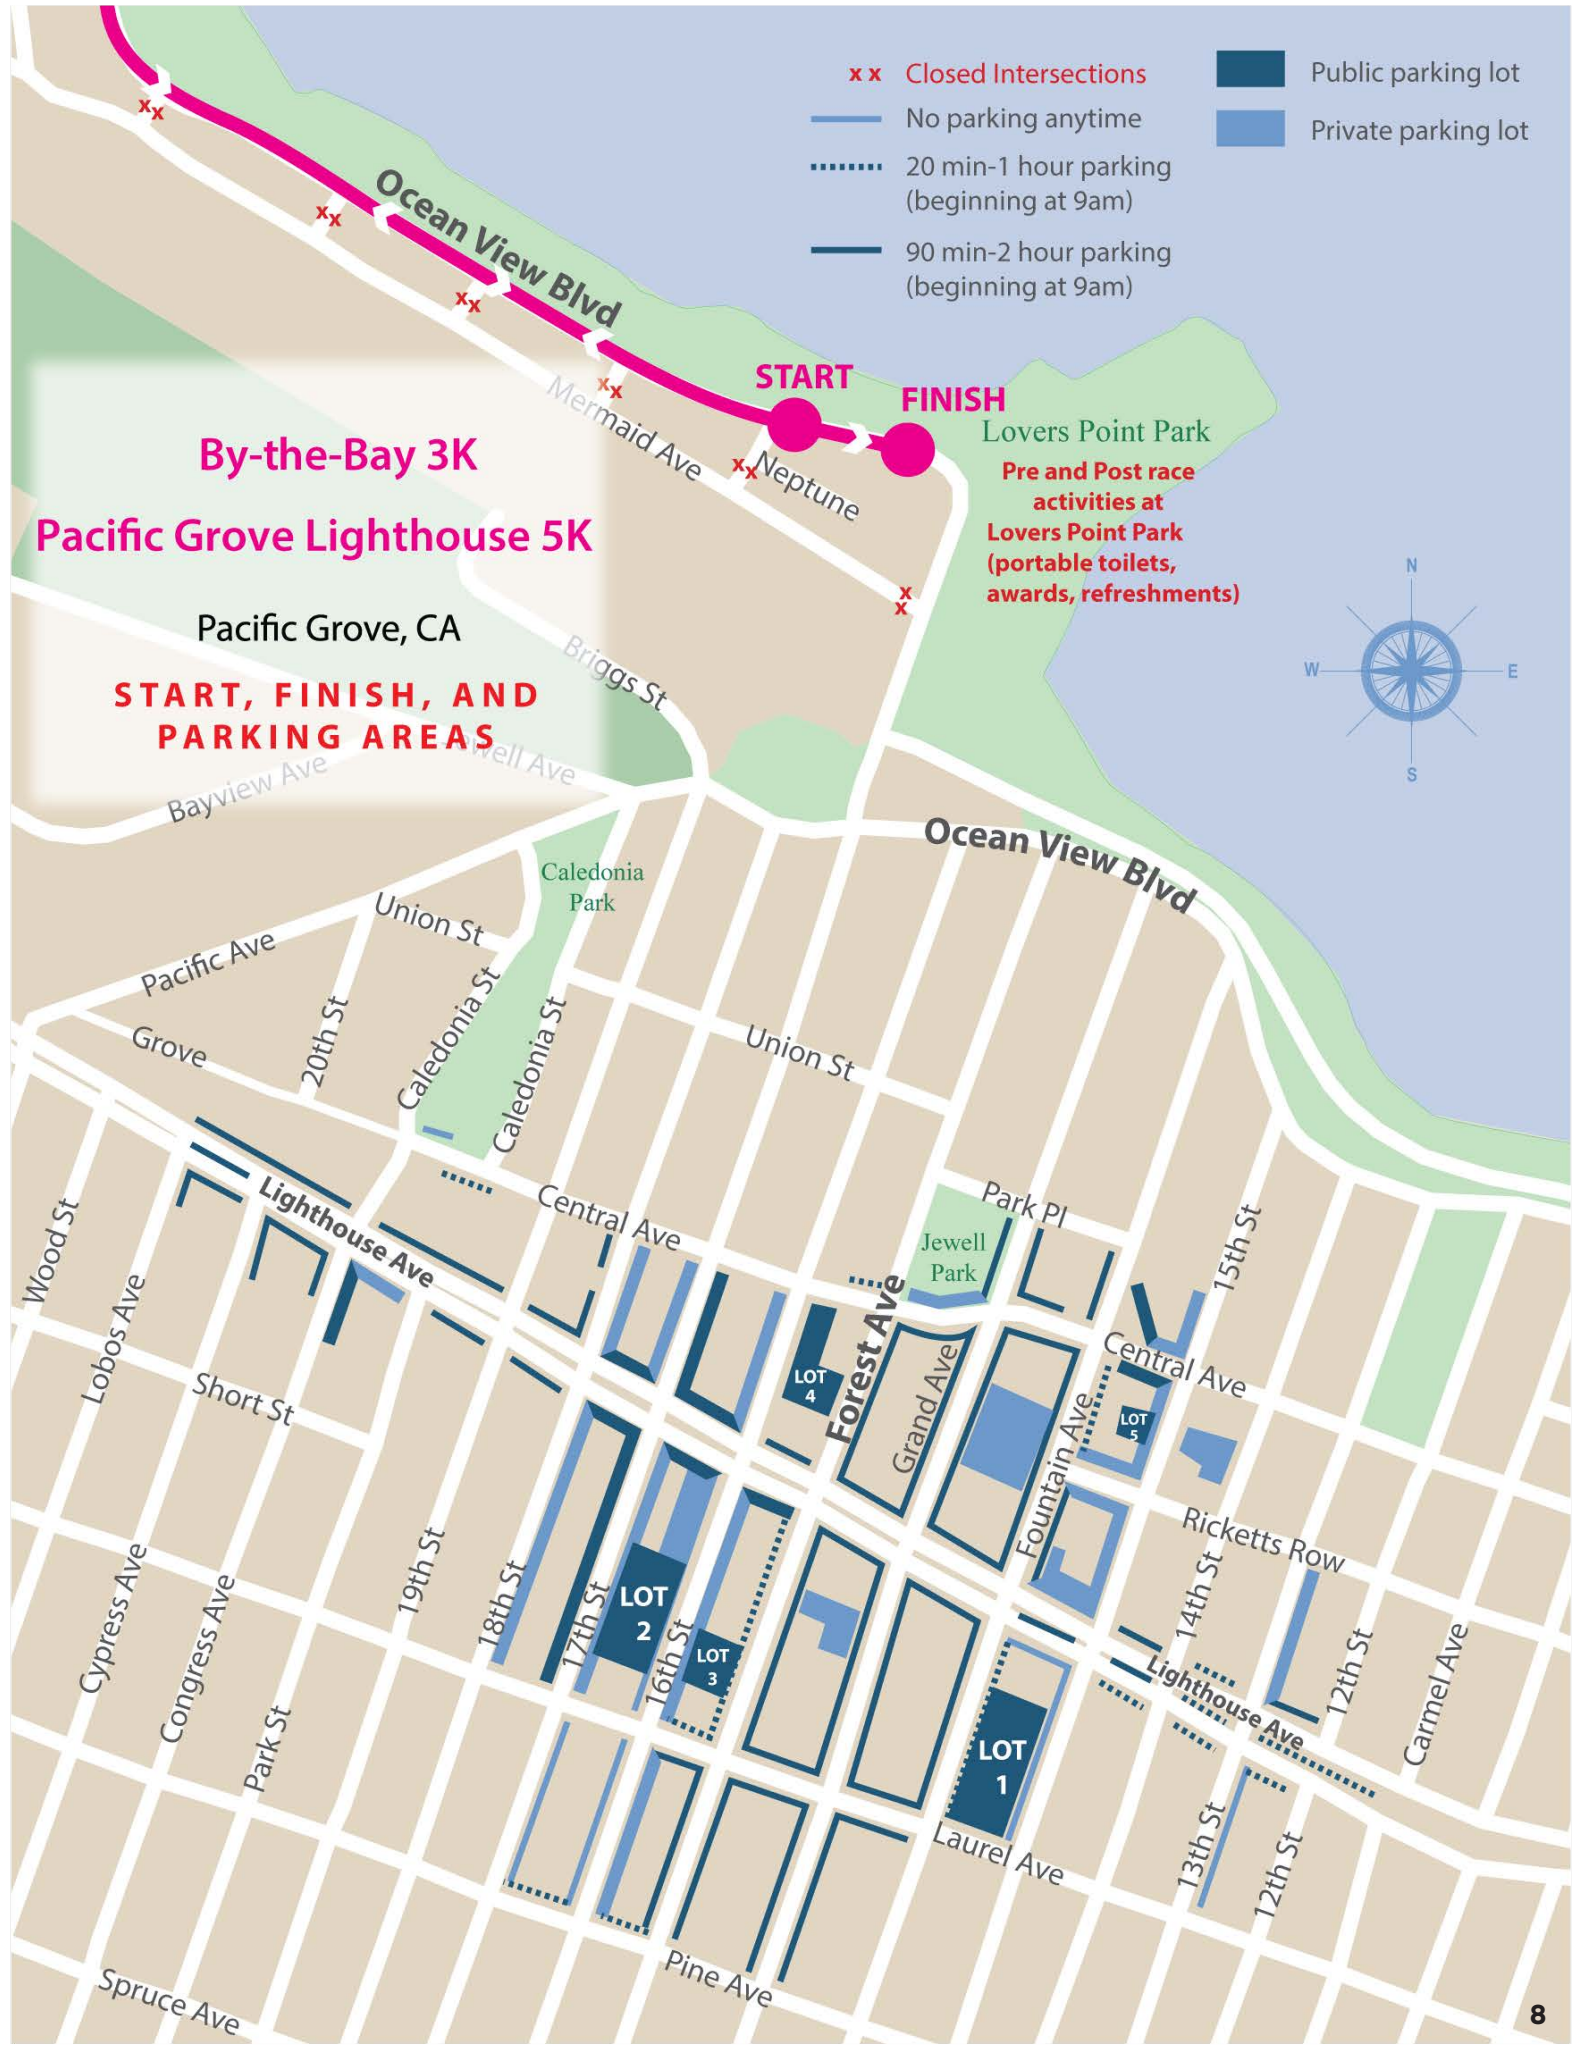 x x Closed Intersections
No parking anytime
20 min-1 hour parking
(beginning at 9am)
90 min-2 hour parking
(beginning at 9am)
Public parking lot
Private parking lot
xx
xx
xx
xx
xx
x
x
Ocean View Blvd
START
FINISH
Lovers Point Park
Pre and Post race
activities at
Lovers Point Park
(portable toilets,
awards, refreshments)
Mermaid Ave
Neptune
By-the-Bay 3K
Pacific Grove Lighthouse 5K
Pacific Grove, CA
START, FINISH, AND
PARKING AREAS
N
W
E
S
Briggs St
Jewell Ave
Bayview Ave
Ocean View Blvd
Caledonia
Park
Union St
Pacific Ave
Grove
20th St
Caledonia St
Caledonia St
Union St
Lighthouse Ave
Central Ave
Park Pl
Jewell
Park
15th St
Wood St
Lobos Ave
Short St
LOT
4
Forest Ave
Grand Ave
Fountain Ave
Central Ave
LOT
5
Ricketts Row
Cypress Ave
Congress Ave
Park St
19th St
18th St
17th St
LOT
2
16th St
LOT
3
14th St
12th St
Carmel Ave
Lighthouse Ave
LOT
1
Laurel Ave
13th St
12th St
Pine Ave
Spruce Ave
8